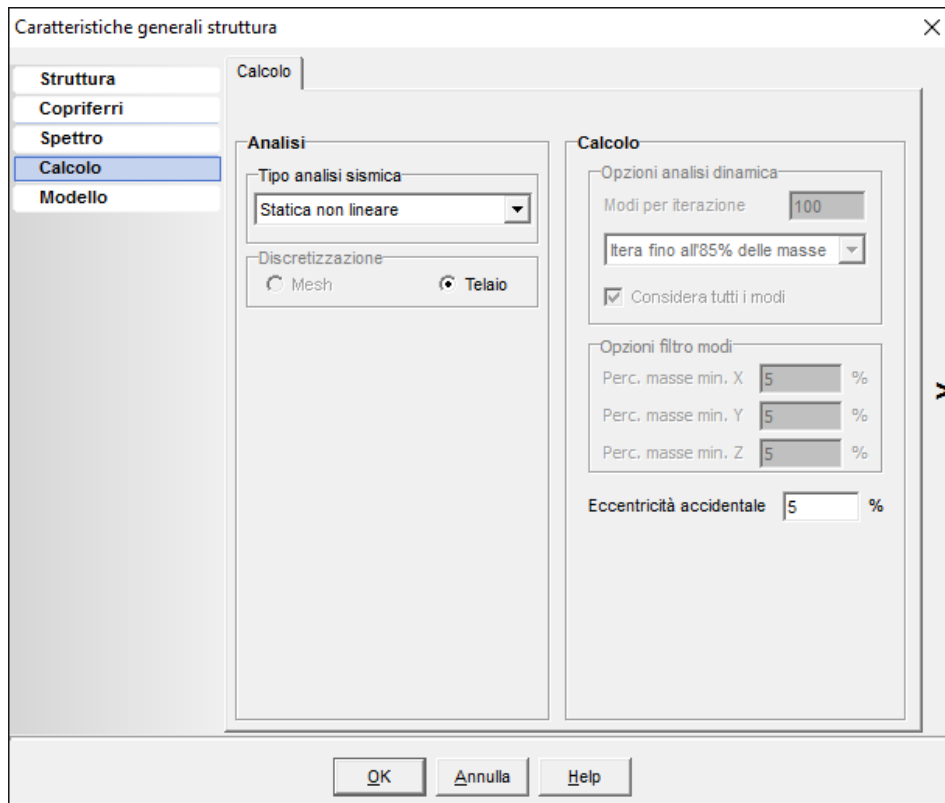 Caratteristiche generali struttura
Struttura
Copriferri
Spettro
Calcolo
Modello
Calcolo
Analisi
Tipo analisi sismica
Statica non lineare
Discretizzazione
Mesh Telaio
Calcolo
Opzioni analisi dinamica
Modi per iterazione 100
Itera fino all'85% delle masse
Considera tutti i modi
Opzioni filtro modi
Perc. masse min. X 5 %
Perc. masse min. Y 5 %
Perc. masse min. Z 5 %
Eccentricità accidentale 5 %
OK Annulla Help